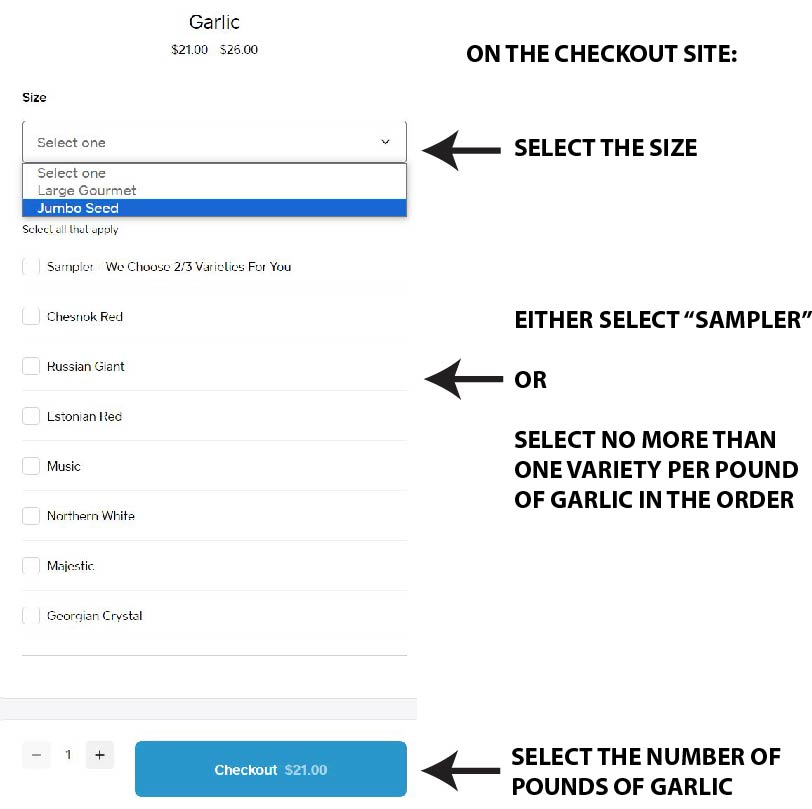 Garlic
$21.00 $26.00
ON THE CHECKOUT SITE:
Size
Select one
SELECT THE SIZE
Select one
Large Gourmet
Jumbo Seed
Select all that apply
Sampler - We Choose 2/3 Varieties For You
Chesnok Red
EITHER SELECT “SAMPLER”
Russian Giant
OR
Estonian Red
SELECT NO MORE THAN
ONE VARIETY PER POUND
OF GARLIC IN THE ORDER
Music
Northern White
Majestic
Georgian Crystal
− 1 +
Checkout $21.00
SELECT THE NUMBER OF
POUNDS OF GARLIC